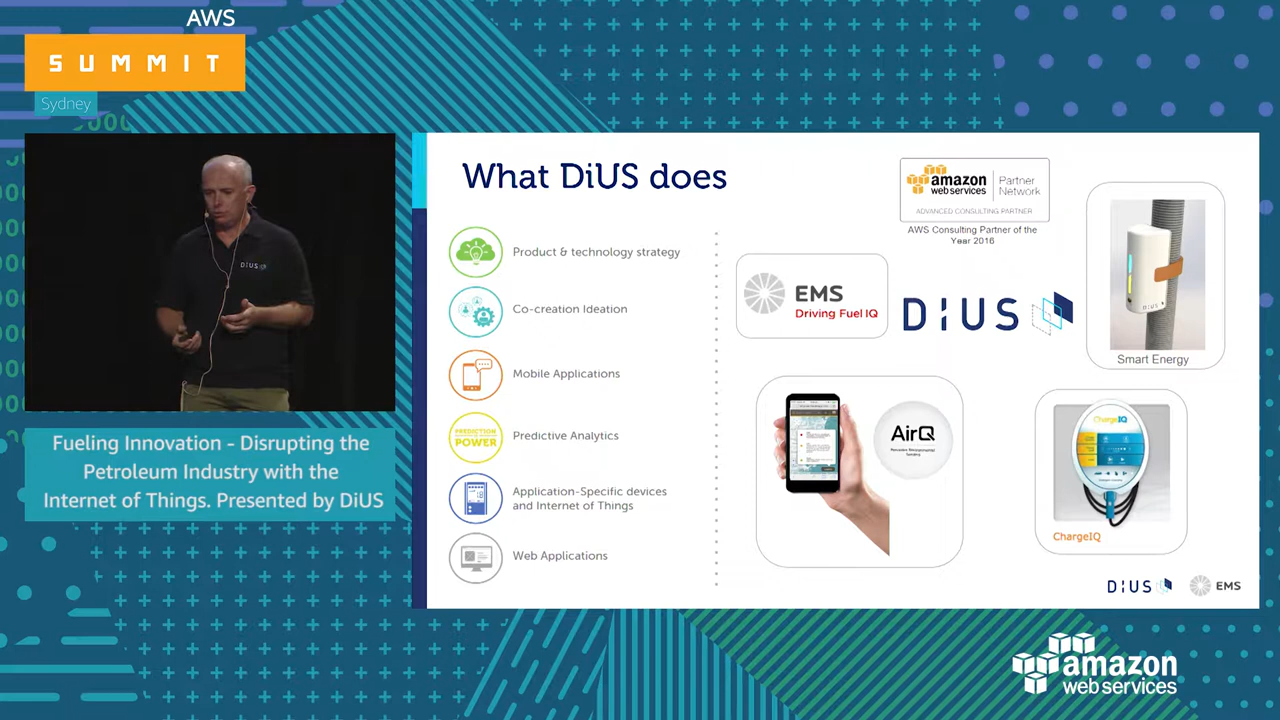 AWS
SUMMIT
Sydney
DiUS
Fueling Innovation - Disrupting the
Petroleum Industry with the
Internet of Things. Presented by DiUS
What DiUS does
Product & technology strategy
Co-creation Ideation
Mobile Applications
PREDICTION
POWER
Predictive Analytics
Application-Specific devices
and Internet of Things
Web Applications
amazon
web services
Partner
Network
ADVANCED CONSULTING PARTNER
AWS Consulting Partner of the
Year 2016
EMS
Driving Fuel IQ
DiUS
DiUS
Smart Energy
AirQ
ChargeIQ
ChargeIQ
DiUS
EMS
amazon
web services